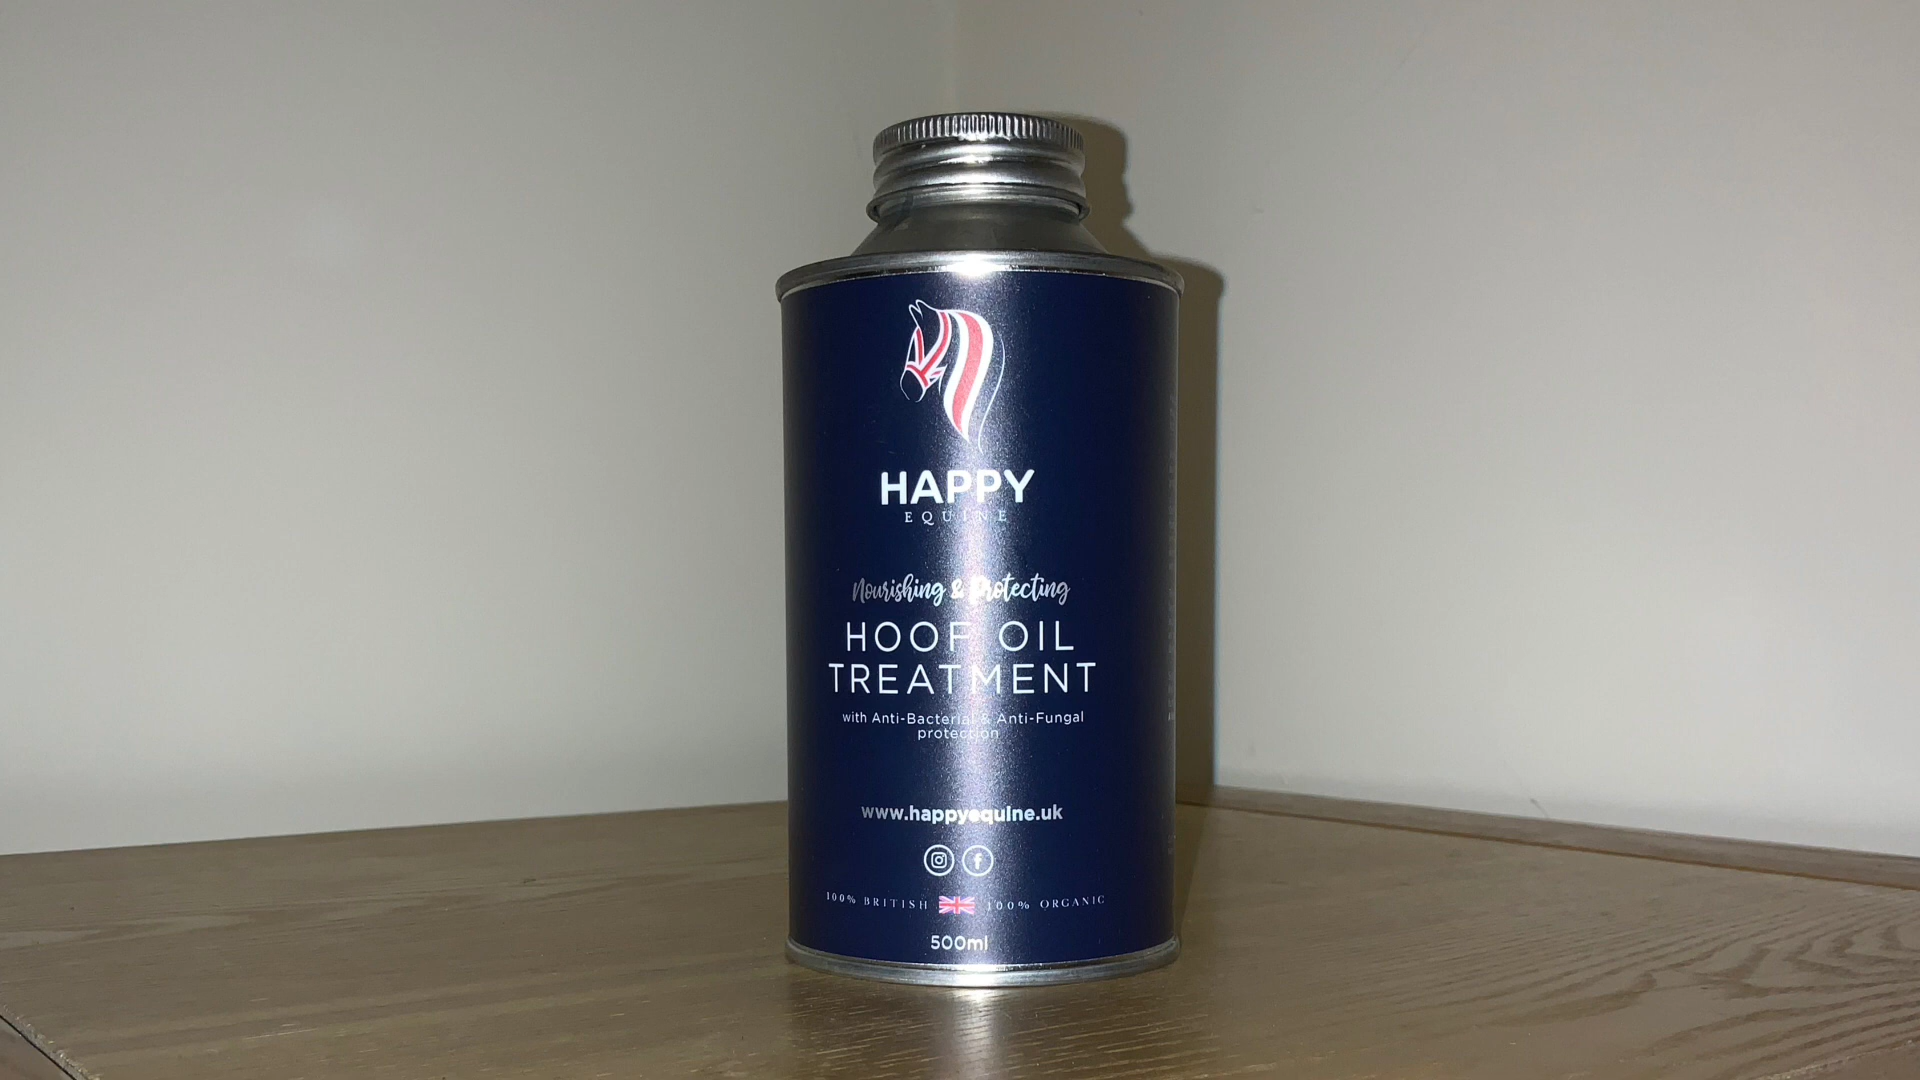 HAPPY
EQUINE
Nourishing & Protecting
HOOF OIL
TREATMENT
with Anti-Bacterial & Anti-Fungal
protection
www.happyequine.uk
100% BRITISH 100% ORGANIC
500ml